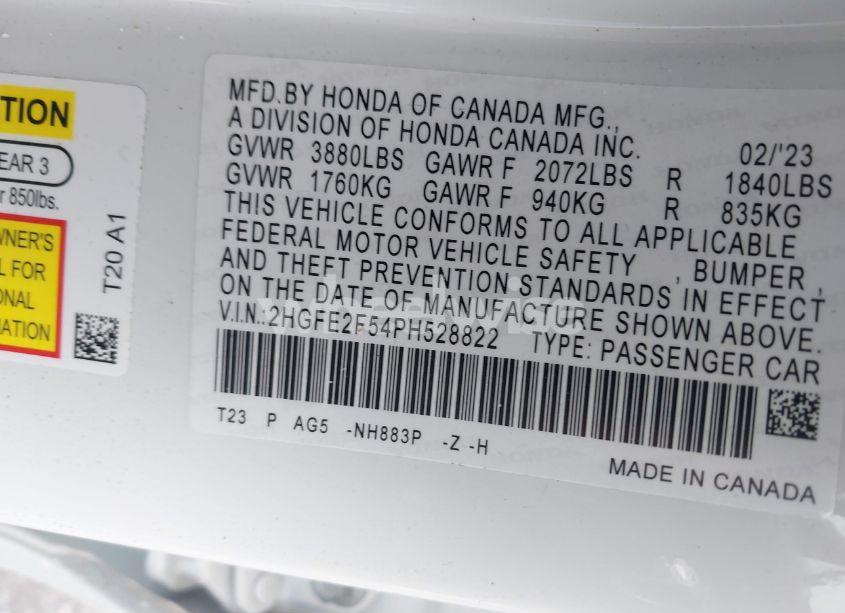 TION
EAR 3
r 850lbs.
WNER'S
L FOR
ONAL
MATION
T20 A1
MFD.BY HONDA OF CANADA MFG.,
A DIVISION OF HONDA CANADA INC. 02/'23
GVWR 3880LBS GAWR F 2072LBS R 1840LBS
GVWR 1760KG GAWR F 940KG R 835KG
THIS VEHICLE CONFORMS TO ALL APPLICABLE
FEDERAL MOTOR VEHICLE SAFETY , BUMPER ,
AND THEFT PREVENTION STANDARDS IN EFFECT
ON THE DATE OF MANUFACTURE SHOWN ABOVE.
V.I.N.:2HGFE2F54PH528822 TYPE: PASSENGER CAR
T23 P AG5 -NH883P -Z -H
MADE IN CANADA